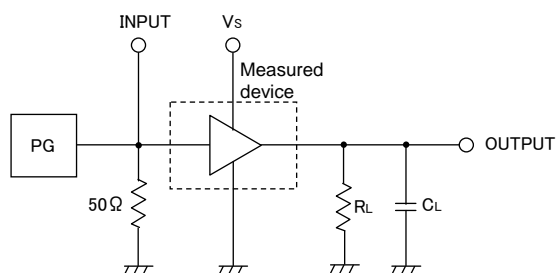 INPUT
Vs
Measured
device
PG
OUTPUT
50Ω
RL
CL